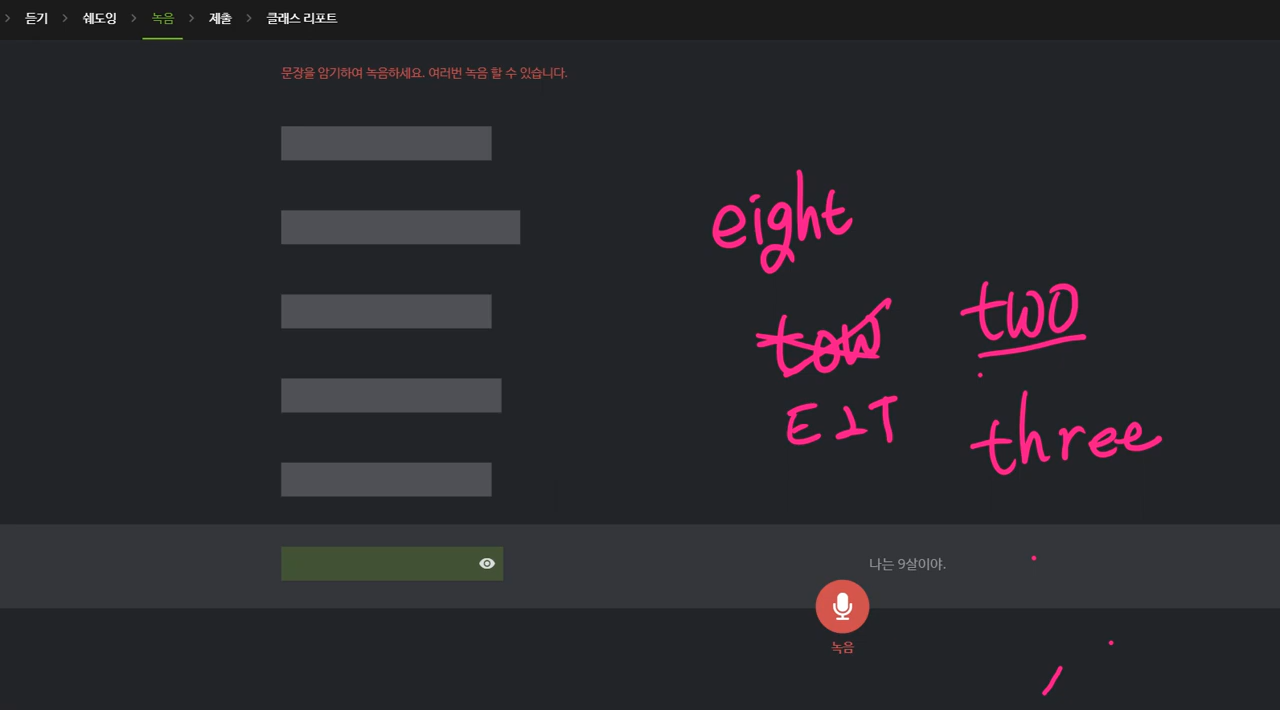 듣기 > 쉐도잉 > 녹음 > 제출 > 클래스 리포트
문장을 암기하여 녹음하세요. 여러번 녹음 할 수 있습니다.
eight
two
tow
EIT
three
나는 9살이야.
녹음